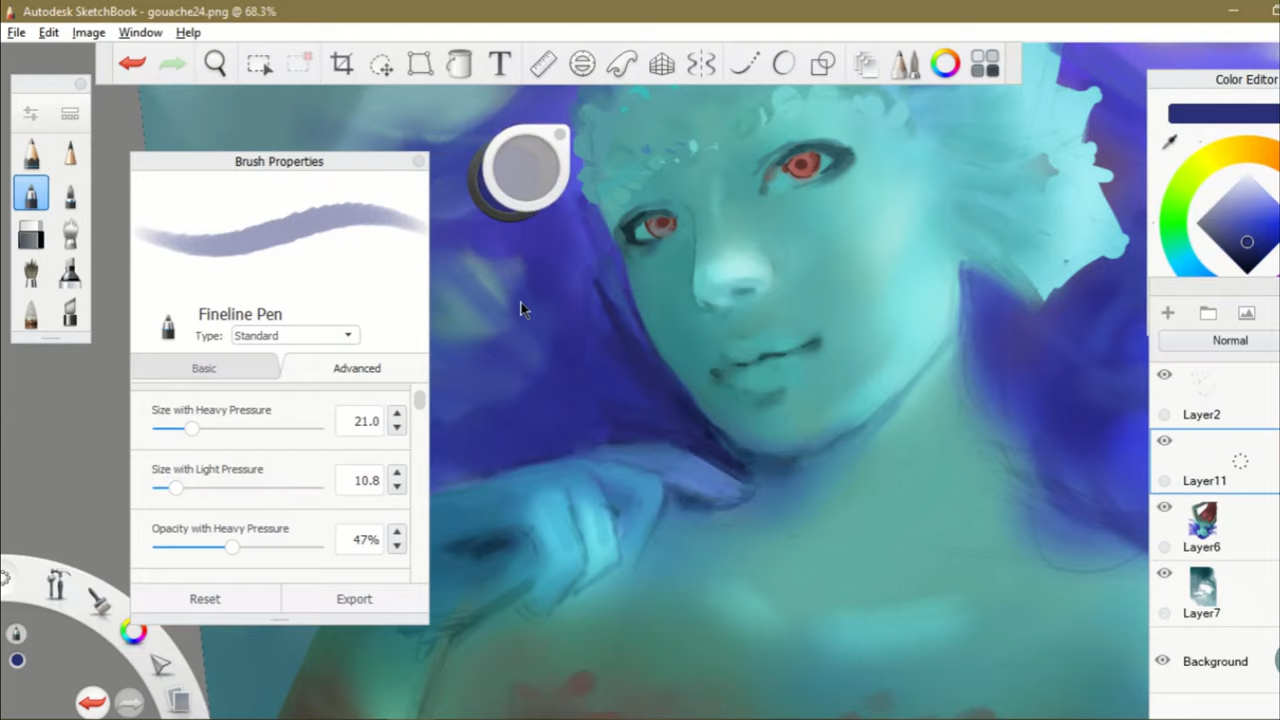 Autodesk SketchBook - gouache24.png @ 68.3%
File Edit Image Window Help
T
Brush Properties
Fineline Pen
Type: Standard
Basic Advanced
Size with Heavy Pressure 21.0
Size with Light Pressure 10.8
Opacity with Heavy Pressure 47%
Reset Export
Color Editor
Normal
Layer2
Layer11
Layer6
Layer7
Background